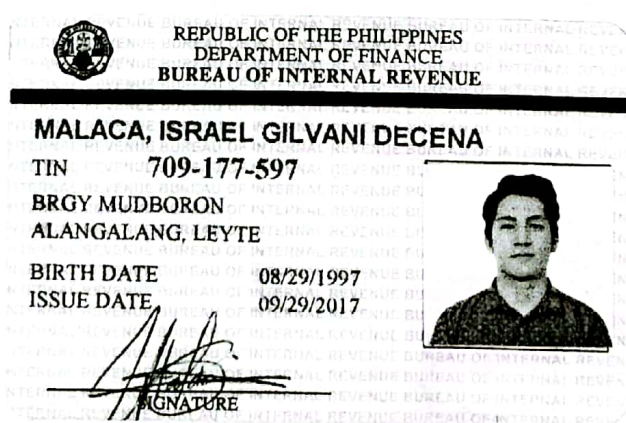 REPUBLIC OF THE PHILIPPINES
DEPARTMENT OF FINANCE
BUREAU OF INTERNAL REVENUE
MALACA, ISRAEL GILVANI DECENA
TIN 709-177-597
BRGY MUDBORON
ALANGALANG, LEYTE
BIRTH DATE 08/29/1997
ISSUE DATE 09/29/2017
SIGNATURE